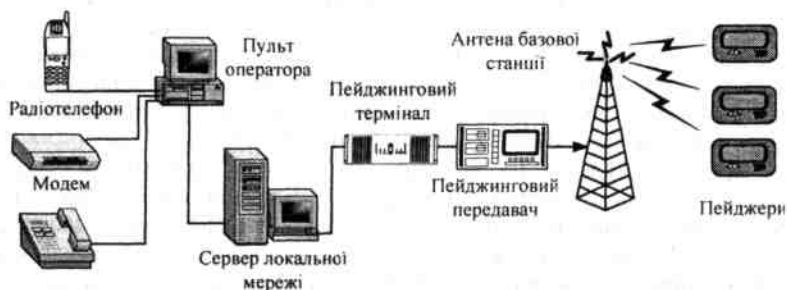 Радіотелефон
Модем
Пульт
оператора
Сервер локальної
мережі
Пейджинговий
термінал
Пейджинговий
передавач
Антена базової
станції
Пейджери